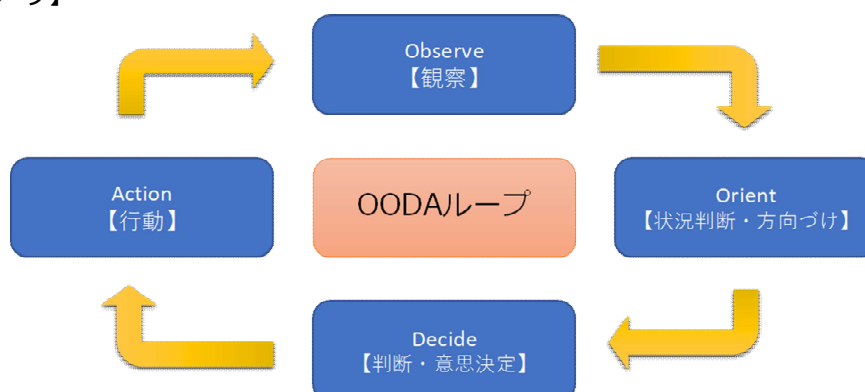 Observe
【観察】
Action
【行動】
OODAループ
Orient
【状況判断・方向づけ】
Decide
【判断・意思決定】